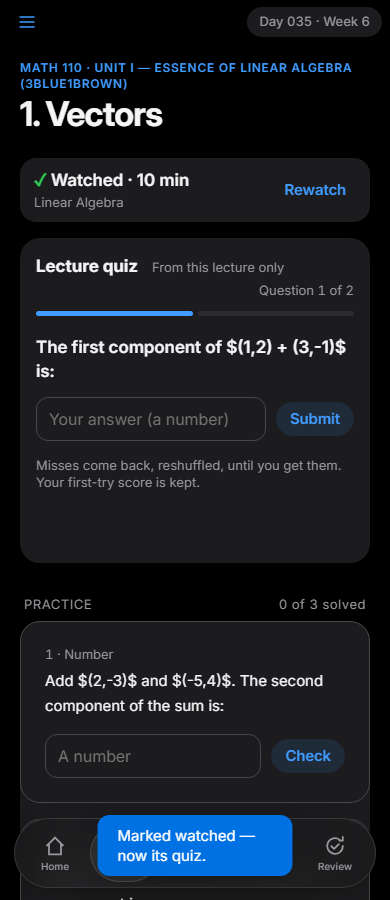 Day 035 · Week 6
MATH 110 · UNIT I — ESSENCE OF LINEAR ALGEBRA
(3BLUE1BROWN)
1. Vectors
✓ Watched · 10 min
Linear Algebra
Rewatch
Lecture quiz From this lecture only
Question 1 of 2
The first component of $(1,2) + (3,-1)$
is:
Your answer (a number)
Submit
Misses come back, reshuffled, until you get them.
Your first-try score is kept.
PRACTICE
0 of 3 solved
1 · Number
Add $(2,-3)$ and $(-5,4)$. The second
component of the sum is:
A number
Check
Marked watched —
now its quiz.
Home
Review